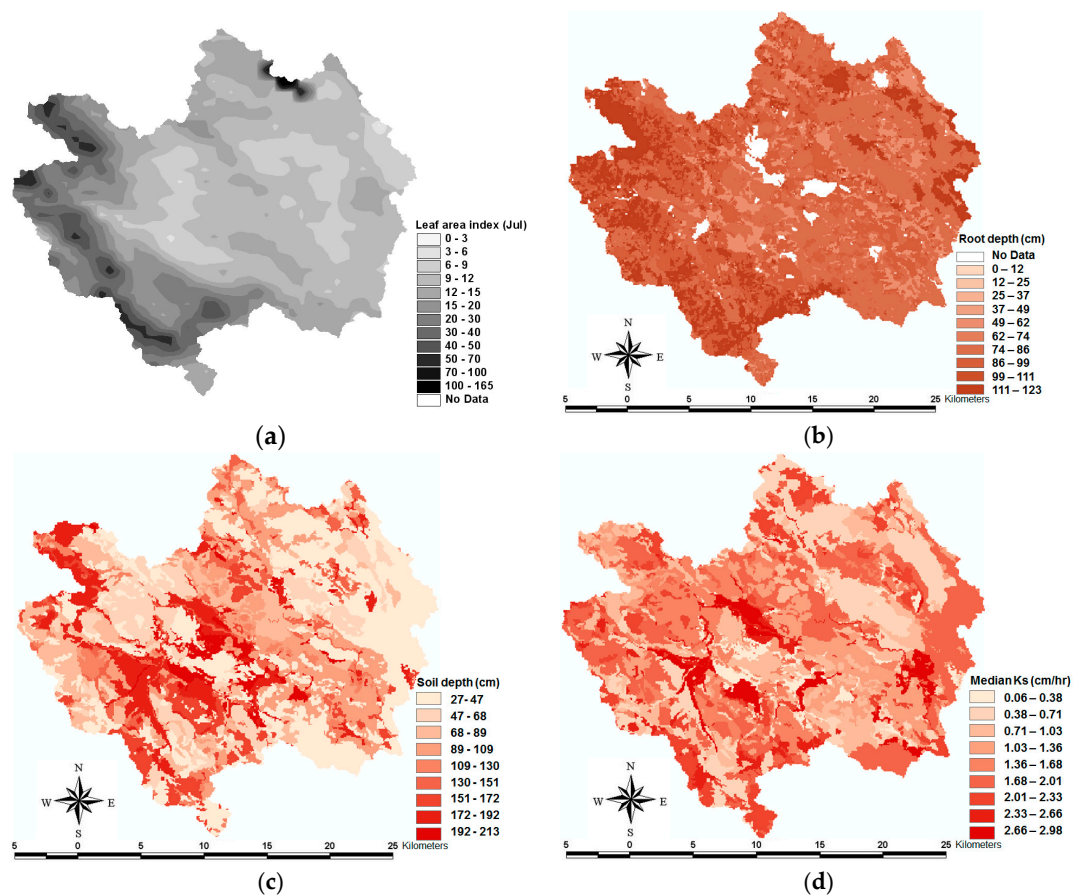 Leaf area index (Jul)
0 - 3
3 - 6
6 - 9
9 - 12
12 - 15
15 - 20
20 - 30
30 - 40
40 - 50
50 - 70
70 - 100
100 - 165
No Data
(a)
Root depth (cm)
No Data
0 – 12
12 – 25
25 – 37
37 – 49
49 – 62
62 – 74
74 – 86
86 – 99
99 – 111
111 – 123
N
W E
S
5 0 5 10 15 20 25
Kilometers
(b)
Soil depth (cm)
27 - 47
47 - 68
68 - 89
89 - 109
109 - 130
130 - 151
151 - 172
172 - 192
192 - 213
N
W E
S
Kilometers
5 0 5 10 15 20 25
(c)
Median Ks (cm/hr)
0.06 – 0.38
0.38 – 0.71
0.71 – 1.03
1.03 – 1.36
1.36 – 1.68
1.68 – 2.01
2.01 – 2.33
2.33 – 2.66
2.66 – 2.98
N
W E
S
Kilometers
5 0 5 10 15 20 25
(d)